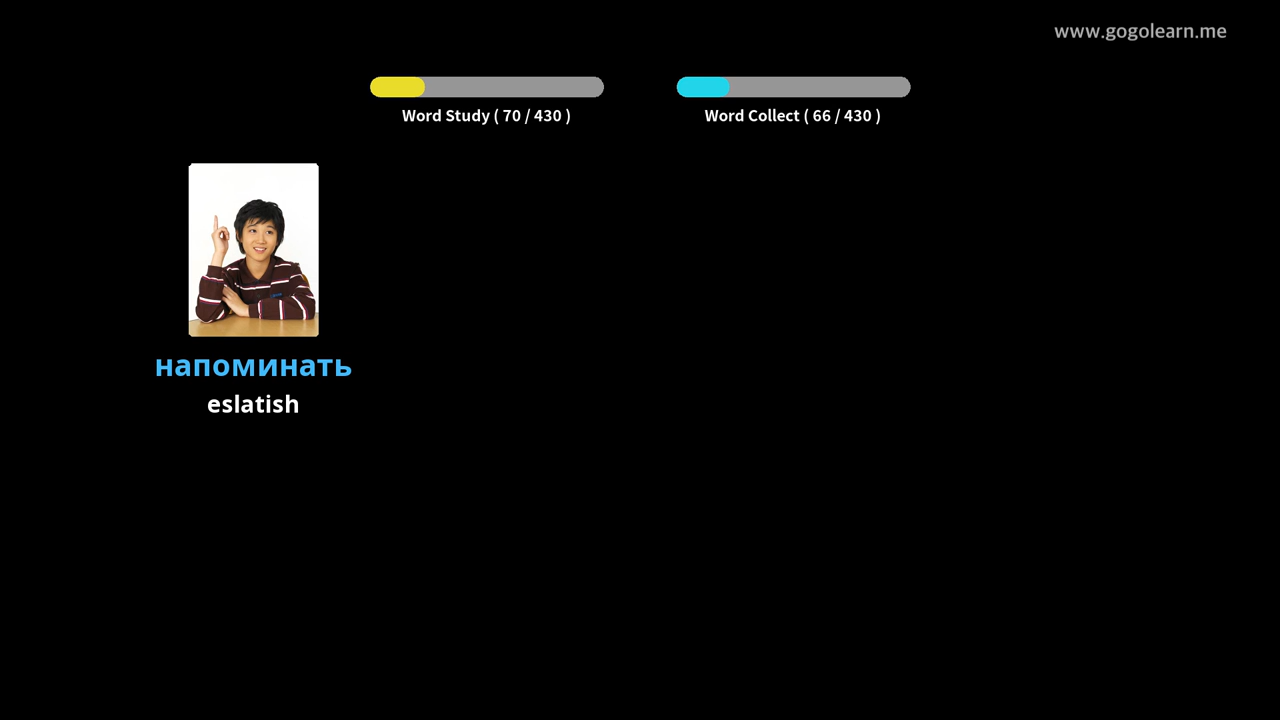 www.gogolearn.me
Word Study ( 70 / 430 )
Word Collect ( 66 / 430 )
напоминать
eslatish